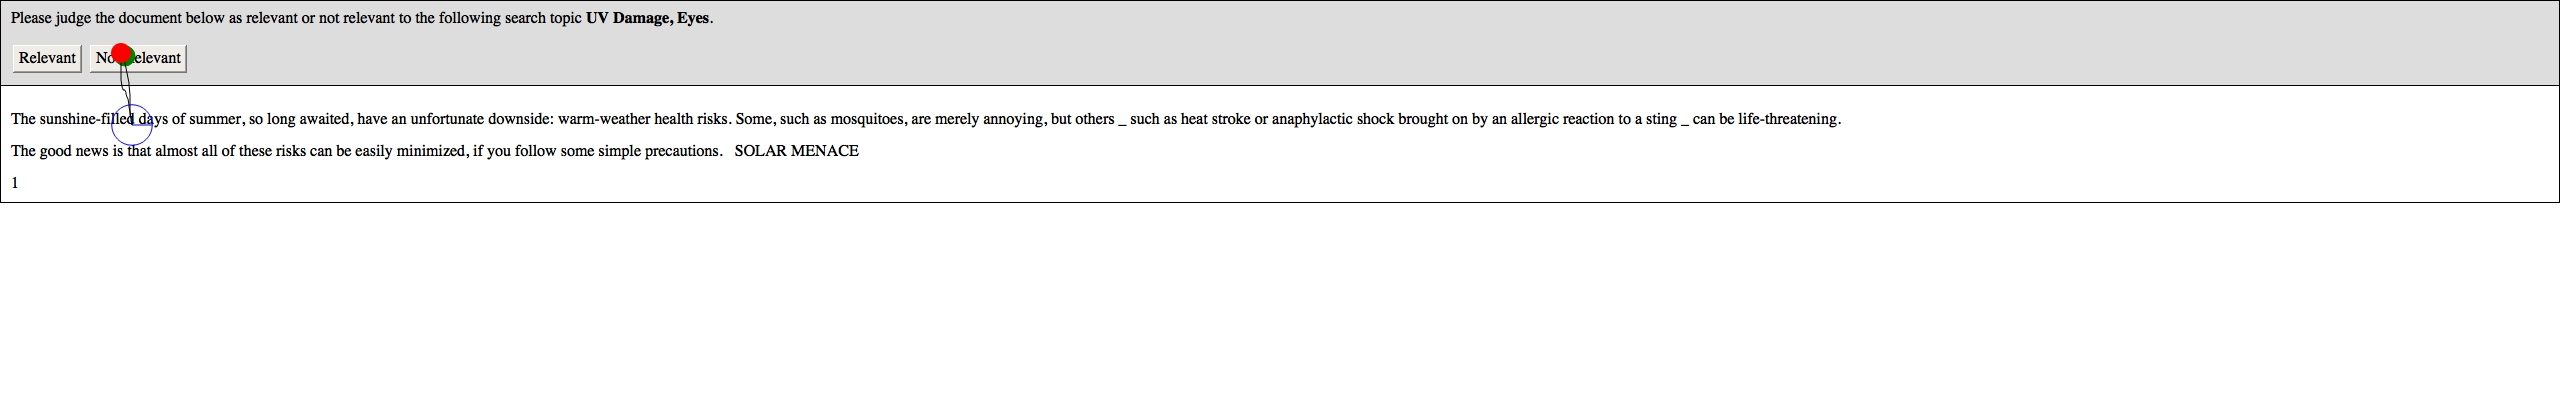 Please judge the document below as relevant or not relevant to the following search topic UV Damage, Eyes.
Relevant No elevant
The sunshine-filled days of summer, so long awaited, have an unfortunate downside: warm-weather health risks. Some, such as mosquitoes, are merely annoying, but others _ such as heat stroke or anaphylactic shock brought on by an allergic reaction to a sting _ can be life-threatening.
The good news is that almost all of these risks can be easily minimized, if you follow some simple precautions. SOLAR MENACE
1